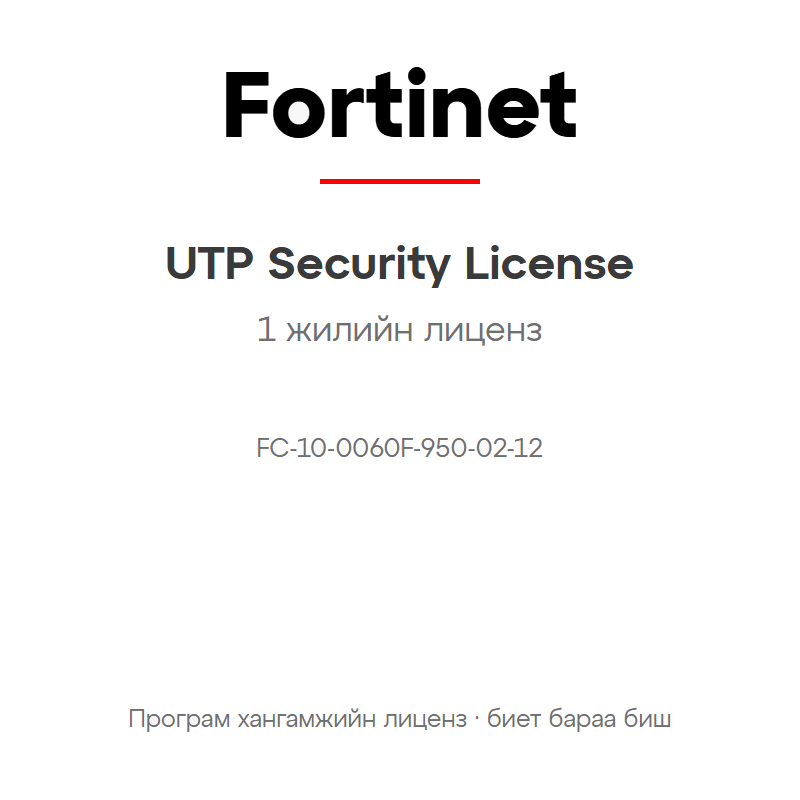 Fortinet
UTP Security License
1 жилийн лиценз
FC-10-0060F-950-02-12
Програм хангамжийн лиценз · биет бараа биш